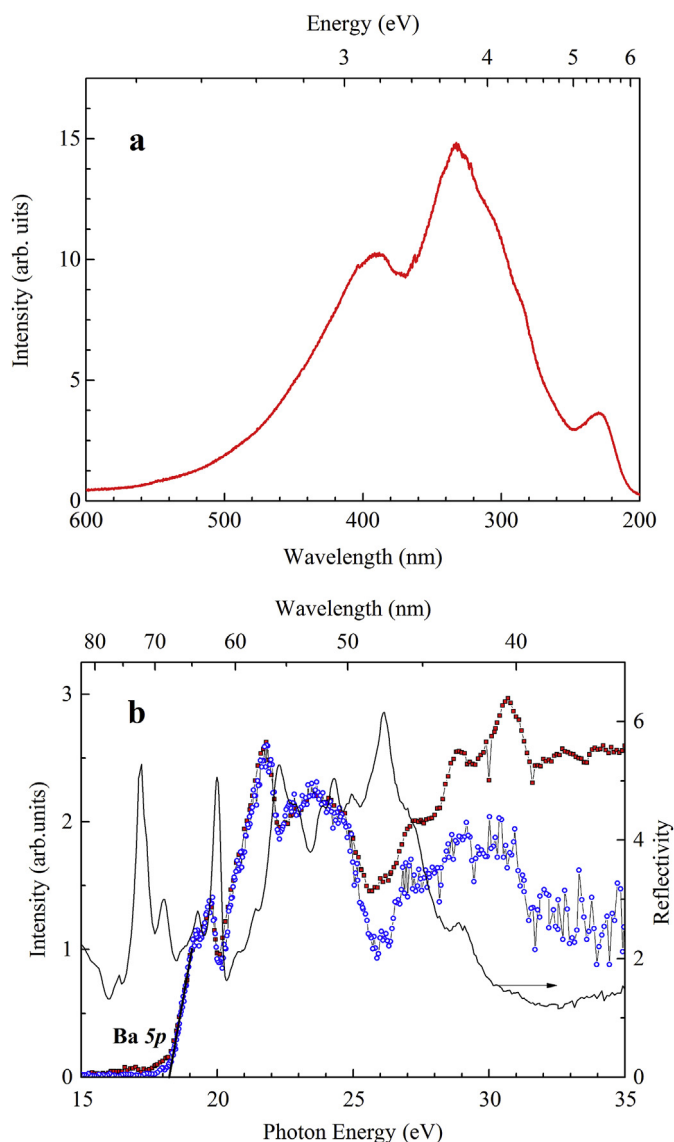 Energy (eV)
3 4 5 6
a
15
10
5
0
Intensity (arb. uits)
600 500 400 300 200
Wavelength (nm)
Wavelength (nm)
80 70 60 50 40
b
3
2
1
0
Intensity (arb.units)
6
4
2
0
Reflectivity
Ba 5p
15 20 25 30 35
Photon Energy (eV)